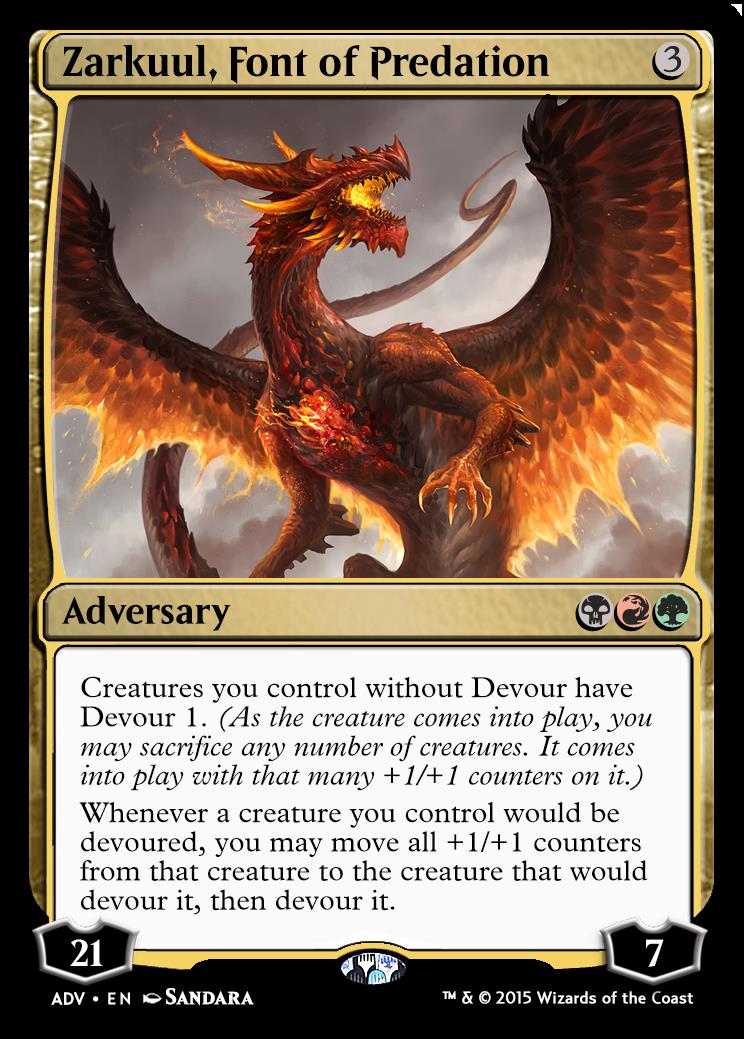 Zarkuul, Font of Predation 3
Adversary
Creatures you control without Devour have
Devour 1. (As the creature comes into play, you
may sacrifice any number of creatures. It comes
into play with that many +1/+1 counters on it.)
Whenever a creature you control would be
devoured, you may move all +1/+1 counters
from that creature to the creature that would
devour it, then devour it.
21 7
ADV • EN SANDARA ™ & © 2015 Wizards of the Coast